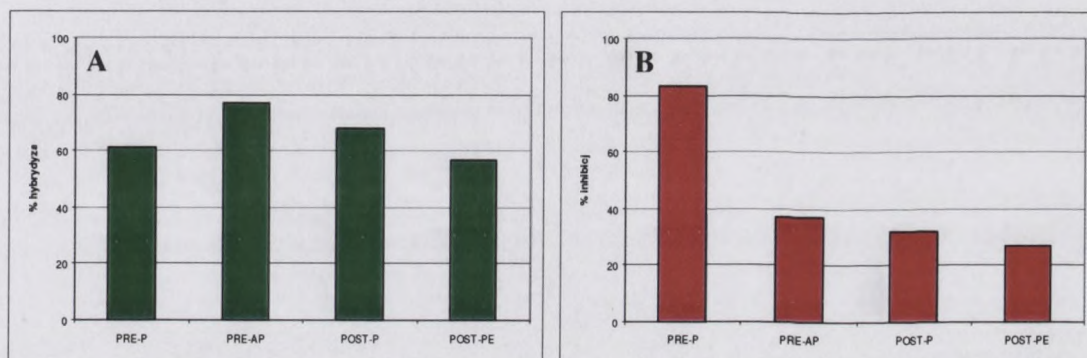 A
% hybrydyza
100
80
60
40
20
0
PRE-P PRE-AP POST-P POST-PE
B
% inhibicj
100
80
60
40
20
0
PRE-P PRE-AP POST-P POST-PE